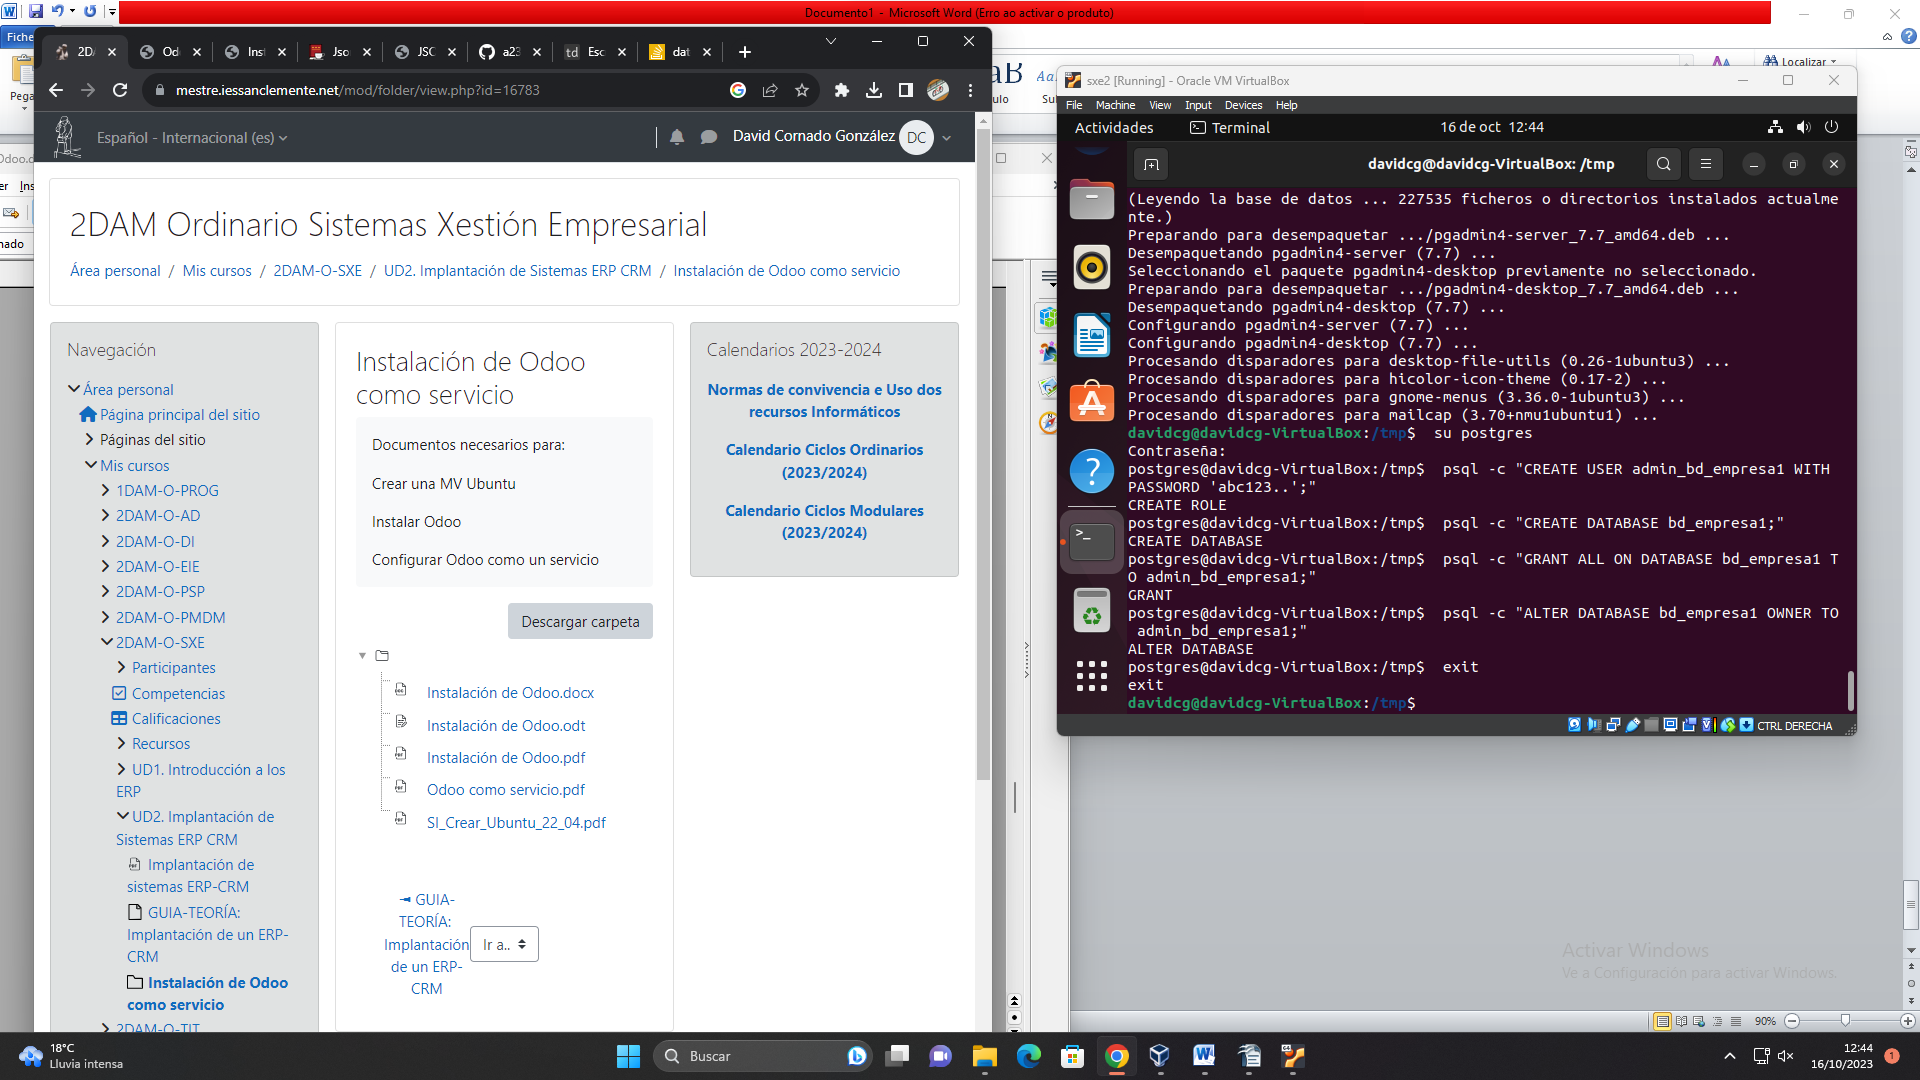 Documento1 - Microsoft Word (Erro ao activar o produto)
Localizar
2D
Od
Inst
Jso
JSC
a23
Esc
dat
mestre.iessanclemente.net/mod/folder/view.php?id=16783
Español - Internacional (es)
David Cornado González
DC
2DAM Ordinario Sistemas Xestión Empresarial
Área personal / Mis cursos / 2DAM-O-SXE / UD2. Implantación de Sistemas ERP CRM / Instalación de Odoo como servicio
Navegación
Área personal
Página principal del sitio
Páginas del sitio
Mis cursos
1DAM-O-PROG
2DAM-O-AD
2DAM-O-DI
2DAM-O-EIE
2DAM-O-PSP
2DAM-O-PMDM
2DAM-O-SXE
Participantes
Competencias
Calificaciones
Recursos
UD1. Introducción a los
ERP
UD2. Implantación de
Sistemas ERP CRM
Implantación de
sistemas ERP-CRM
GUIA-TEORÍA:
Implantación de un ERP-
CRM
Instalación de Odoo
como servicio
2DAM-O-TIT
Instalación de Odoo
como servicio
Documentos necesarios para:
Crear una MV Ubuntu
Instalar Odoo
Configurar Odoo como un servicio
Descargar carpeta
Instalación de Odoo.docx
Instalación de Odoo.odt
Instalación de Odoo.pdf
Odoo como servicio.pdf
SI_Crear_Ubuntu_22_04.pdf
◄ GUIA-
TEORÍA:
Implantación
de un ERP-
CRM
Ir a..
Calendarios 2023-2024
Normas de convivencia e Uso dos
recursos Informáticos
Calendario Ciclos Ordinarios
(2023/2024)
Calendario Ciclos Modulares
(2023/2024)
sxe2 [Running] - Oracle VM VirtualBox
File Machine View Input Devices Help
Actividades
Terminal
16 de oct 12:44
davidcg@davidcg-VirtualBox: /tmp
(Leyendo la base de datos ... 227535 ficheros o directorios instalados actualme
nte.)
Preparando para desempaquetar .../pgadmin4-server_7.7_amd64.deb ...
Desempaquetando pgadmin4-server (7.7) ...
Seleccionando el paquete pgadmin4-desktop previamente no seleccionado.
Preparando para desempaquetar .../pgadmin4-desktop_7.7_amd64.deb ...
Desempaquetando pgadmin4-desktop (7.7) ...
Configurando pgadmin4-server (7.7) ...
Configurando pgadmin4-desktop (7.7) ...
Procesando disparadores para desktop-file-utils (0.26-1ubuntu3) ...
Procesando disparadores para hicolor-icon-theme (0.17-2) ...
Procesando disparadores para gnome-menus (3.36.0-1ubuntu3) ...
Procesando disparadores para mailcap (3.70+nmu1ubuntu1) ...
davidcg@davidcg-VirtualBox:/tmp$  su postgres
Contraseña:
postgres@davidcg-VirtualBox:/tmp$  psql -c "CREATE USER admin_bd_empresa1 WITH
PASSWORD 'abc123..';"
CREATE ROLE
postgres@davidcg-VirtualBox:/tmp$  psql -c "CREATE DATABASE bd_empresa1;"
CREATE DATABASE
postgres@davidcg-VirtualBox:/tmp$  psql -c "GRANT ALL ON DATABASE bd_empresa1 T
O admin_bd_empresa1;"
GRANT
postgres@davidcg-VirtualBox:/tmp$  psql -c "ALTER DATABASE bd_empresa1 OWNER TO
 admin_bd_empresa1;"
ALTER DATABASE
postgres@davidcg-VirtualBox:/tmp$  exit
exit
davidcg@davidcg-VirtualBox:/tmp$
CTRL DERECHA
Activar Windows
Ve a Configuración para activar Windows.
90%
18°C
Lluvia intensa
Buscar
12:44
16/10/2023
1